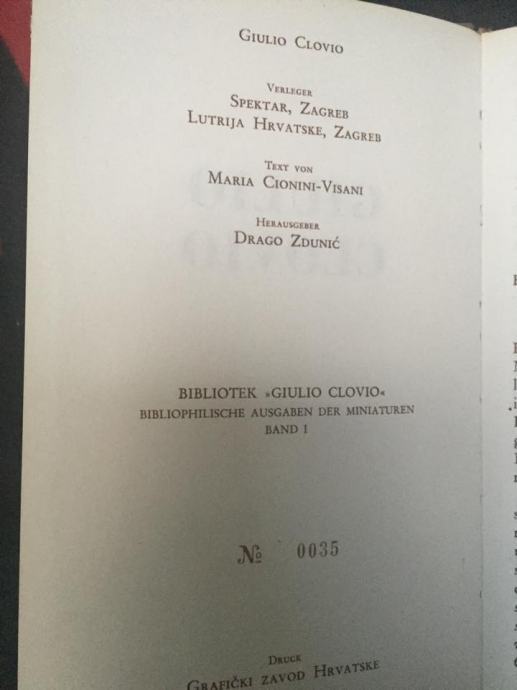 GIULIO CLOVIO
VERLEGER
SPEKTAR, ZAGREB
LUTRIJA HRVATSKE, ZAGREB
TEXT VON
MARIA CIONINI-VISANI
HERAUSGEBER
DRAGO ZDUNIĆ
BIBLIOTEK »GIULIO CLOVIO«
BIBLIOPHILISCHE AUSGABEN DER MINIATUREN
BAND 1
№ 0035
DRUCK
GRAFIČKI ZAVOD HRVATSKE